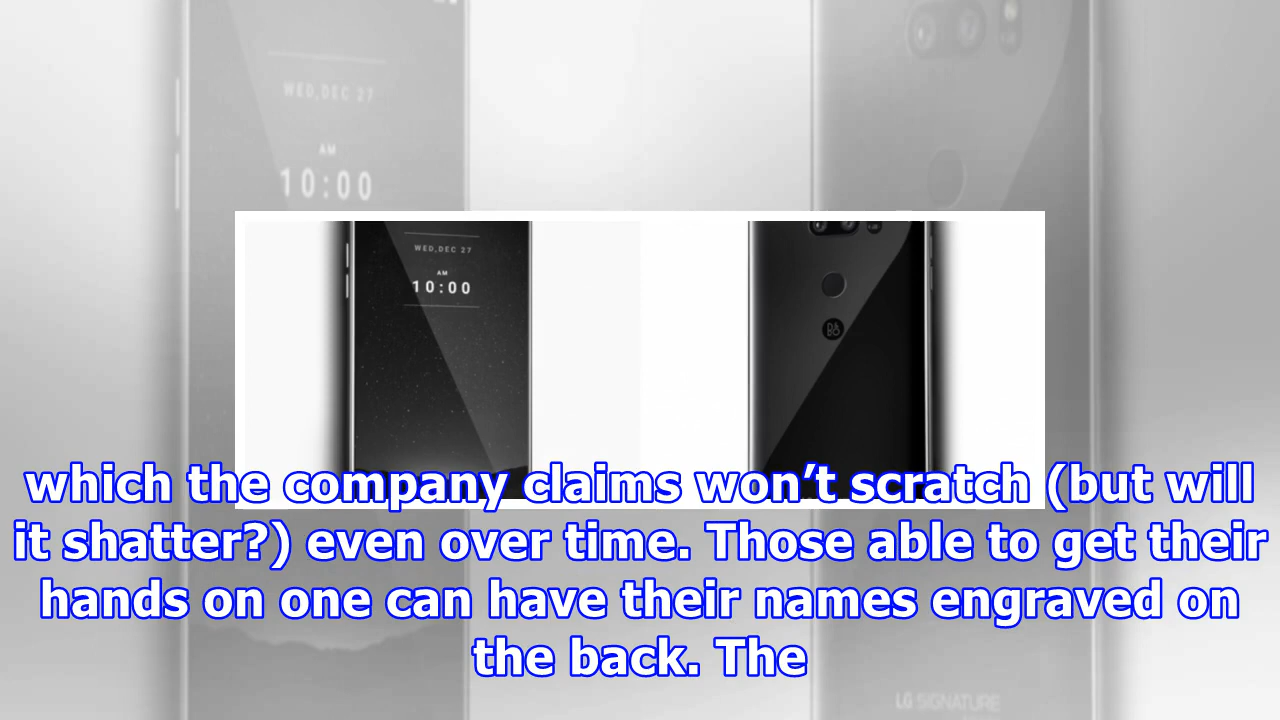 WED,DEC 27
AM
10:00
WED,DEC 27
AM
10:00
B&O
which the company claims won’t scratch (but will
it shatter?) even over time. Those able to get their
hands on one can have their names engraved on
the back. The
LG SIGNATURE